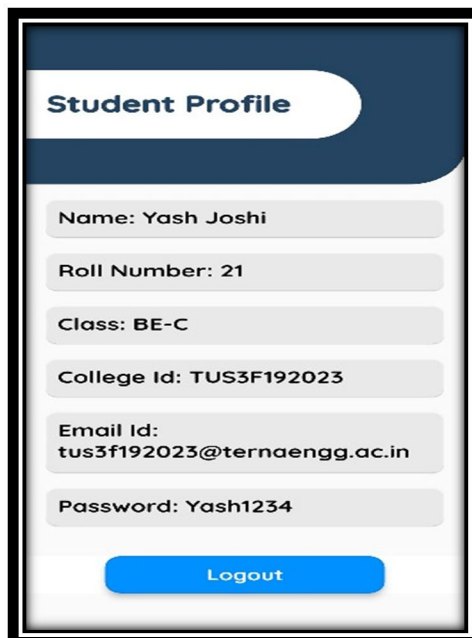 Student Profile
Name: Yash Joshi
Roll Number: 21
Class: BE-C
College Id: TUS3F192023
Email Id:
tus3f192023@ternaengg.ac.in
Password: Yash1234
Logout